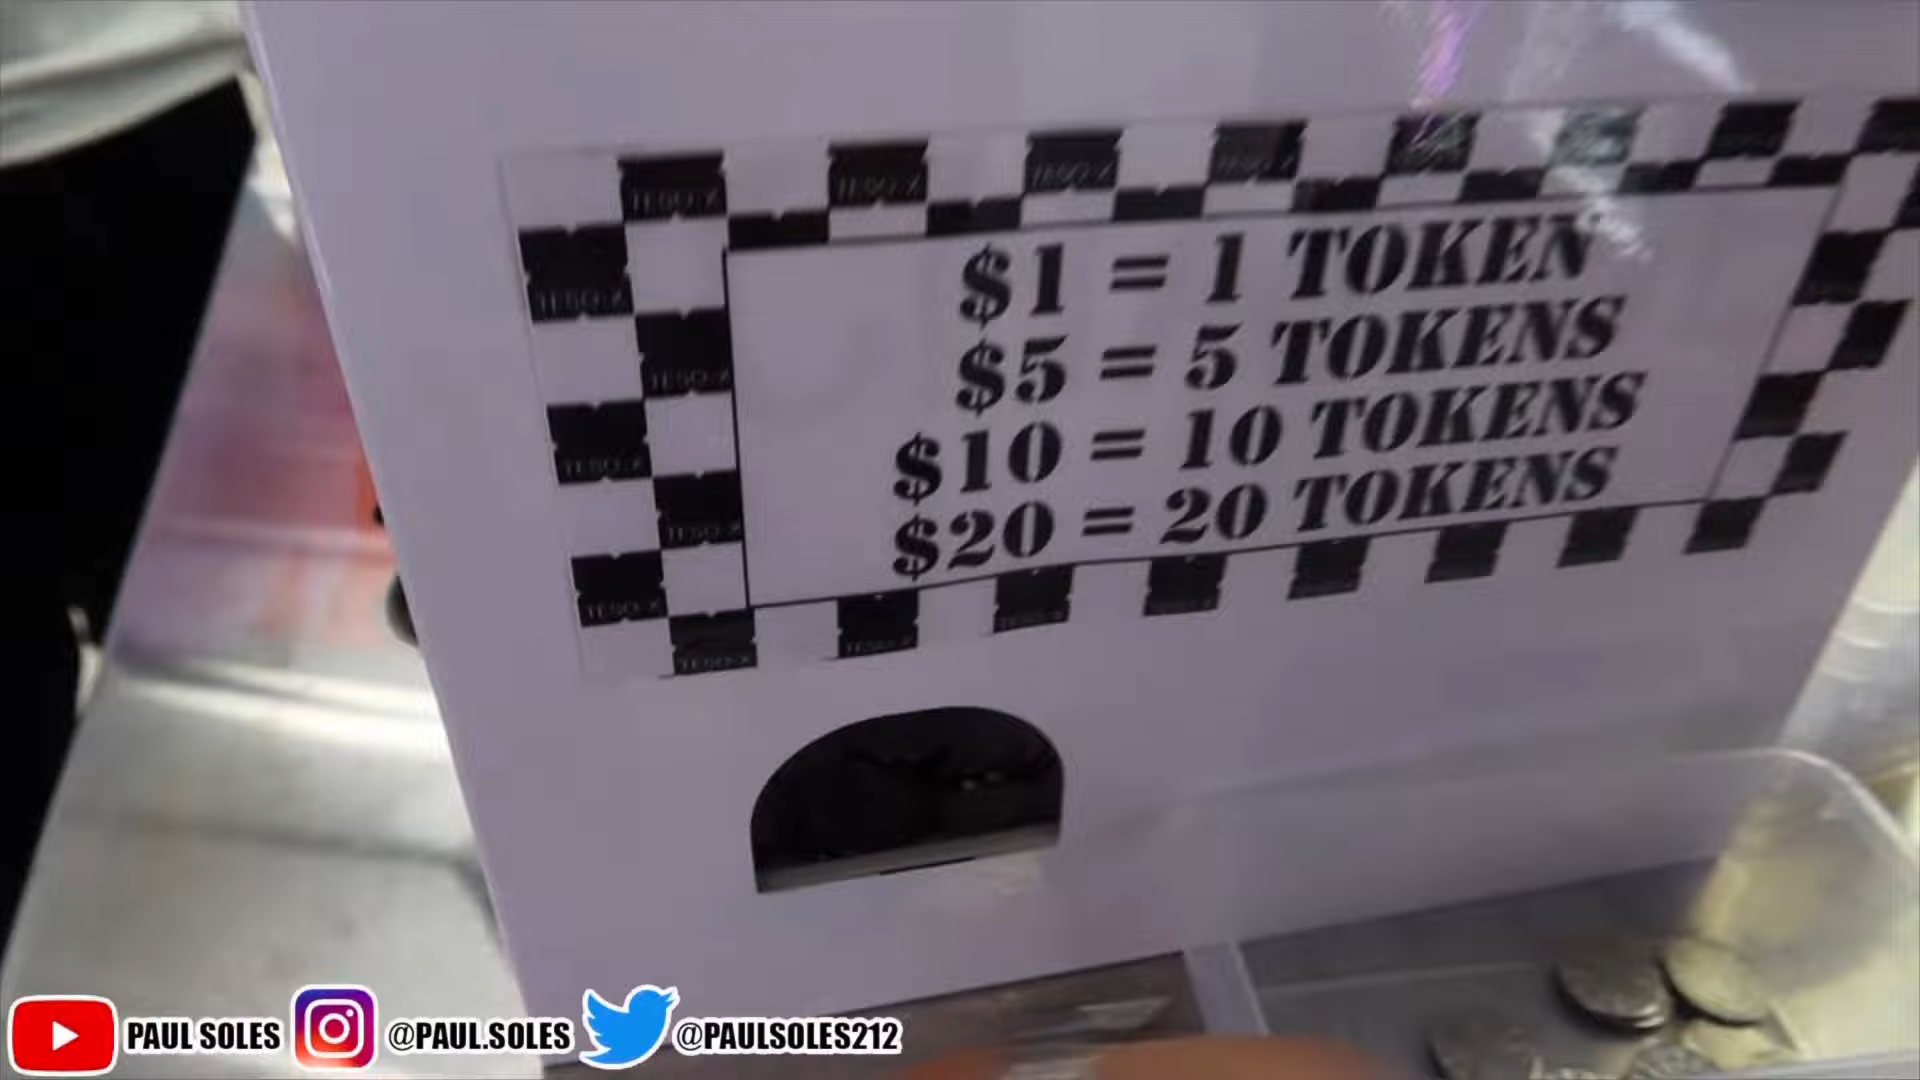 $1 = 1 TOKEN
$5 = 5 TOKENS
$10 = 10 TOKENS
$20 = 20 TOKENS
PAUL SOLES @PAUL.SOLES @PAULSOLES212